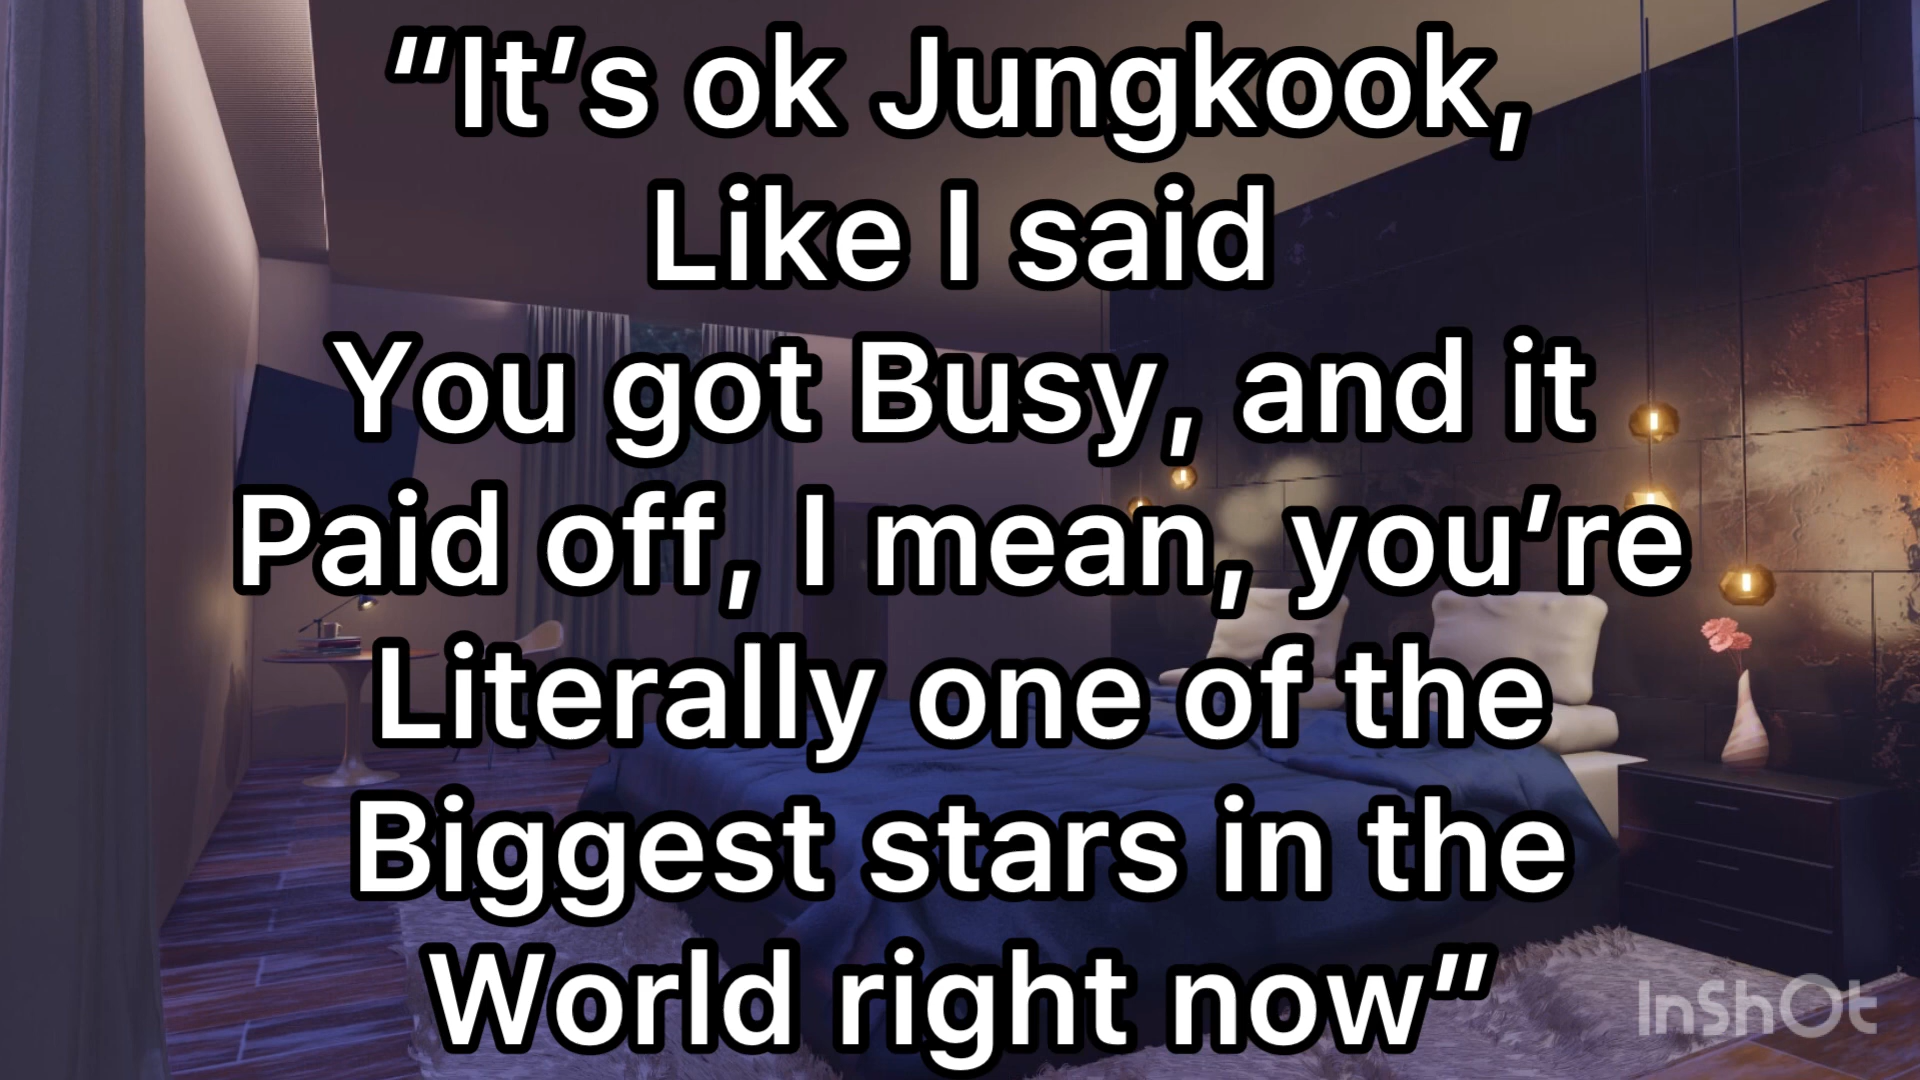 “It’s ok Jungkook,
Like I said
You got Busy, and it
Paid off, I mean, you’re
Literally one of the
Biggest stars in the
World right now”
InShOt